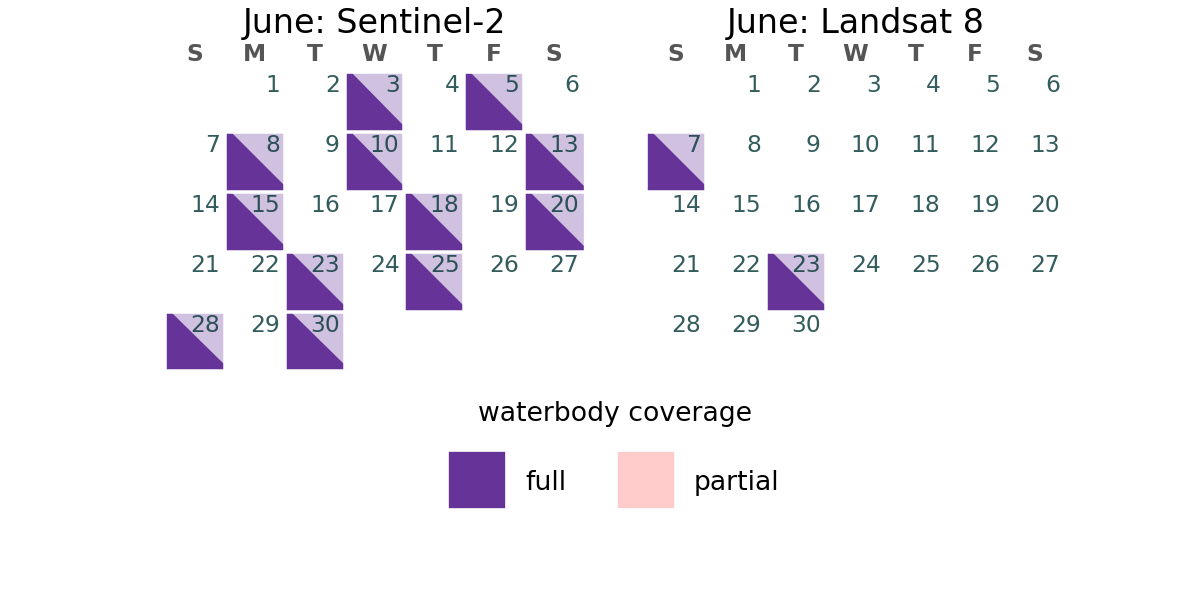 June: Sentinel-2
S M T W T F S
1 2 3 4 5 6
7 8 9 10 11 12 13
14 15 16 17 18 19 20
21 22 23 24 25 26 27
28 29 30
June: Landsat 8
S M T W T F S
1 2 3 4 5 6
7 8 9 10 11 12 13
14 15 16 17 18 19 20
21 22 23 24 25 26 27
28 29 30
waterbody coverage
full partial